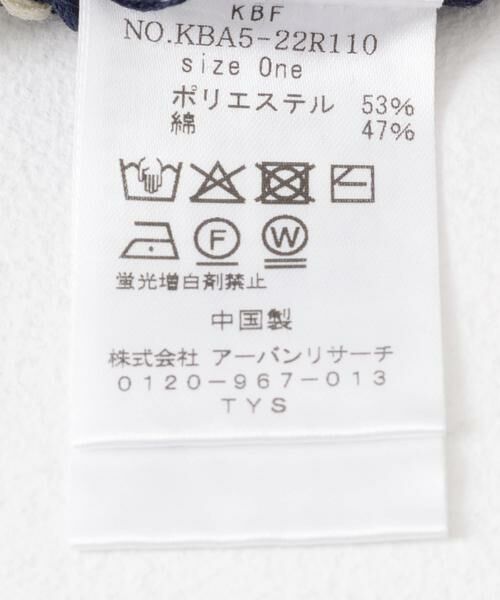 KBF
NO.KBA5-22R110
size One
ポリエステル 53%
綿 47%
F W
蛍光増白剤禁止
中国製
株式会社 アーバンリサーチ
0120-967-013
TYS